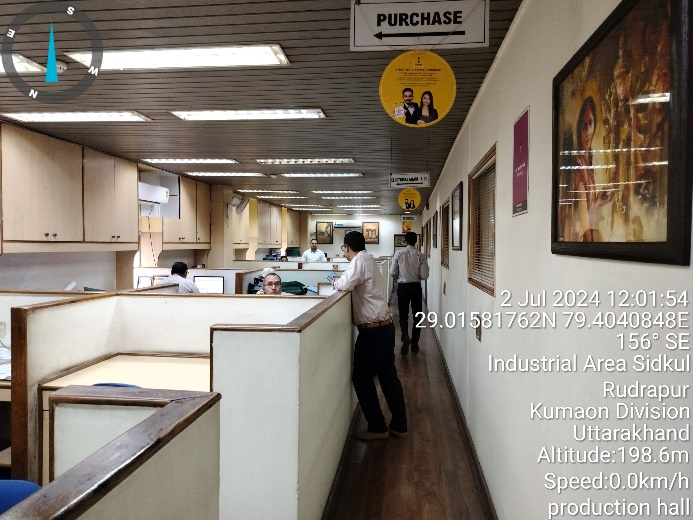 S
E
W
N
PURCHASE
2 Jul 2024 12:01:54
29.01581762N 79.4040848E
156° SE
Industrial Area Sidkul
Rudrapur
Kumaon Division
Uttarakhand
Altitude:198.6m
Speed:0.0km/h
production hall